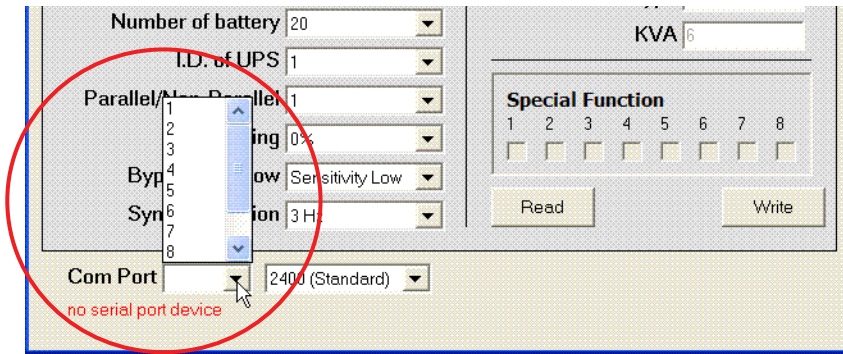 Number of battery 20
I.D. of UPS 1
Parallel/Non-Parallel 1
ing 0%
Byp ow Sensitivity Low
Syn ion 3 Hz
1
2
3
4
5
6
7
8
KVA 6
Special Function
1 2 3 4 5 6 7 8
Read Write
Com Port 2400 (Standard)
no serial port device